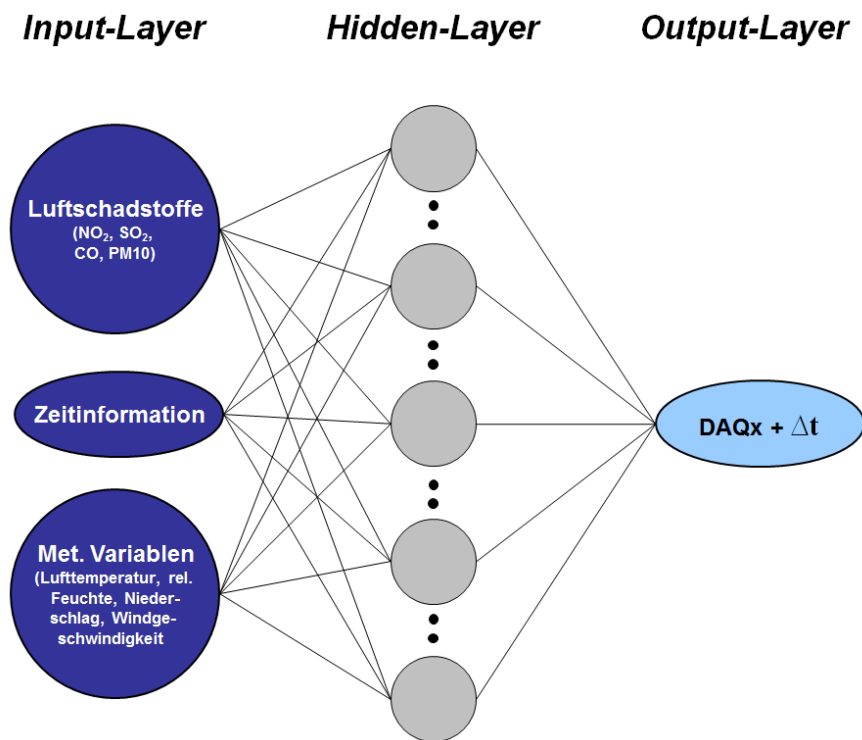 Input-Layer
Hidden-Layer
Output-Layer
Luftschadstoffe
(NO₂, SO₂,
CO, PM10)
Zeitinformation
Met. Variablen
(Lufttemperatur, rel.
Feuchte, Nieder-
schlag, Windge-
schwindigkeit
DAQx + Δt